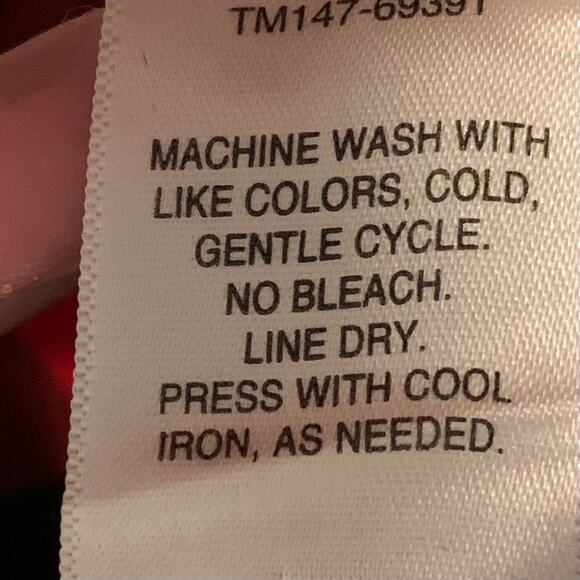 TM147-69391
MACHINE WASH WITH
LIKE COLORS, COLD,
GENTLE CYCLE.
NO BLEACH.
LINE DRY.
PRESS WITH COOL
IRON, AS NEEDED.